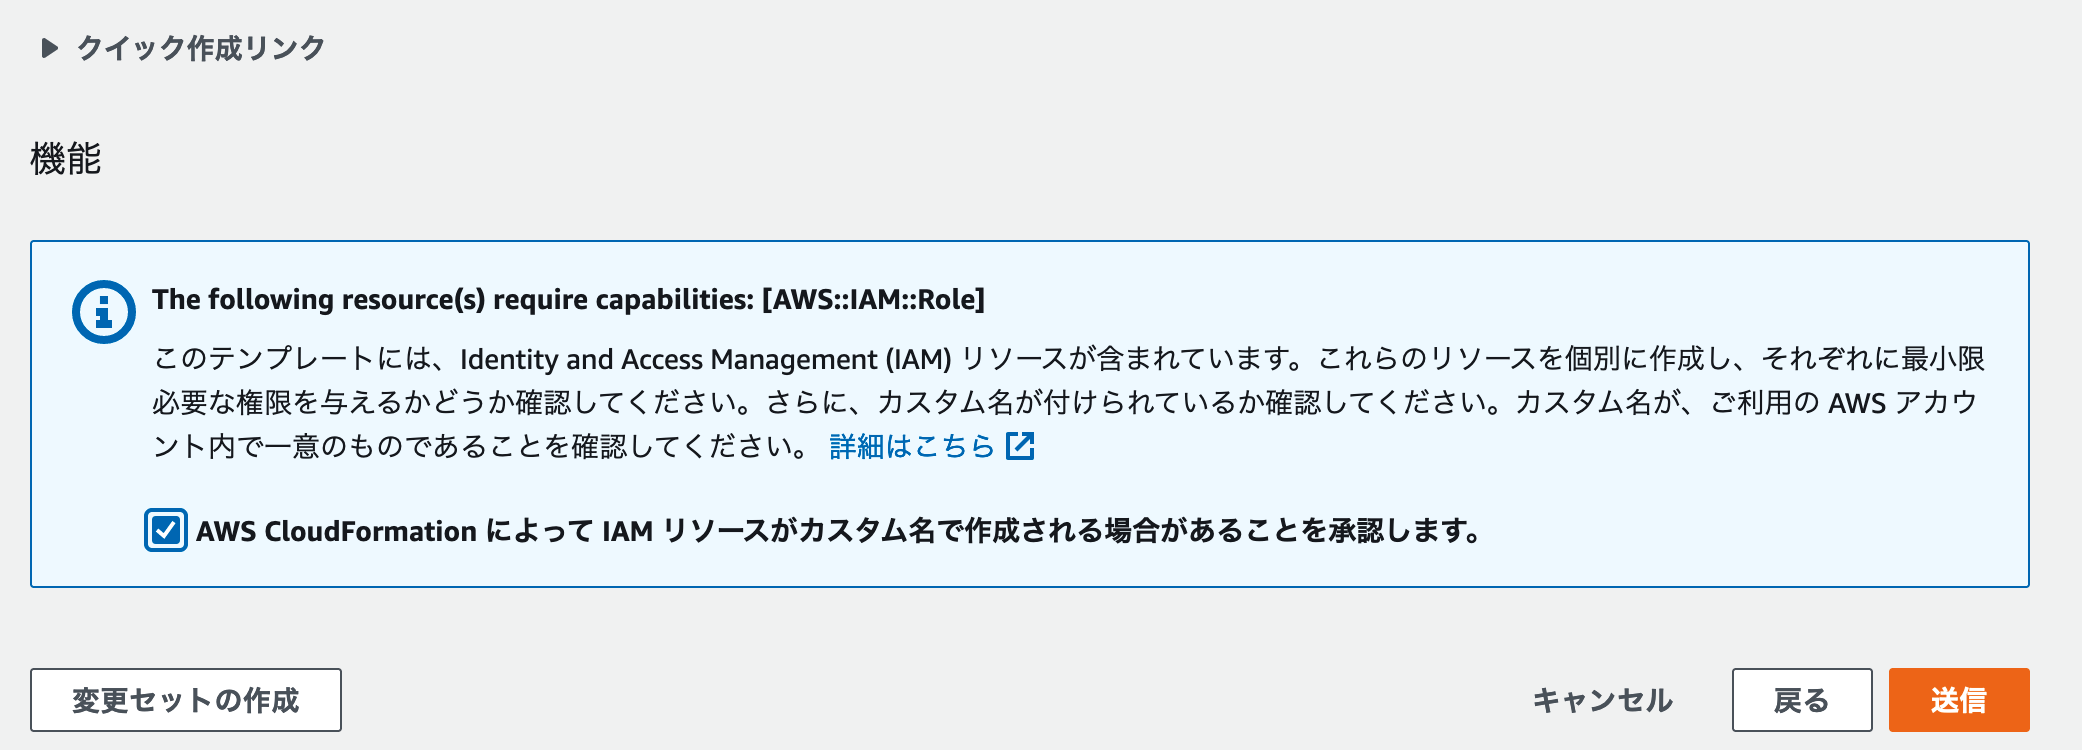 クイック作成リンク
機能
The following resource(s) require capabilities: [AWS::IAM::Role]
このテンプレートには、Identity and Access Management (IAM) リソースが含まれています。これらのリソースを個別に作成し、それぞれに最小限
必要な権限を与えるかどうか確認してください。さらに、カスタム名が付けられているか確認してください。カスタム名が、ご利用の AWS アカウ
ント内で一意のものであることを確認してください。 詳細はこちら
AWS CloudFormation によって IAM リソースがカスタム名で作成される場合があることを承認します。
変更セットの作成 キャンセル 戻る 送信